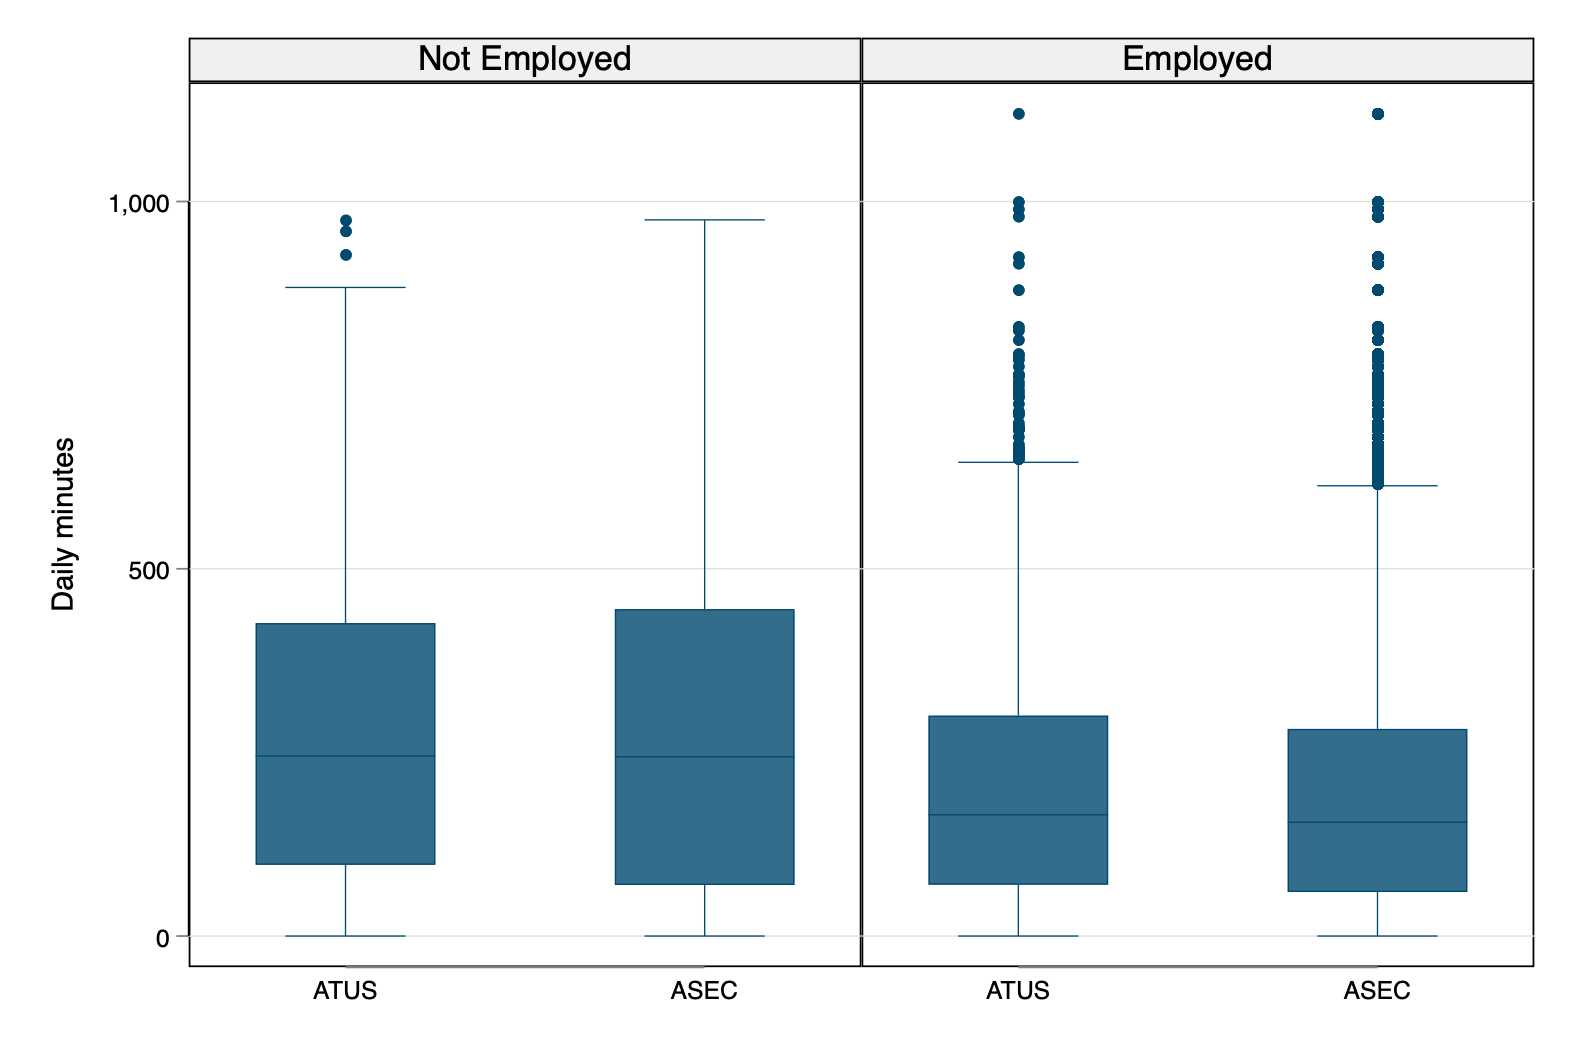 Not Employed
Employed
Daily minutes
1,000
500
0
ATUS
ASEC
ATUS
ASEC